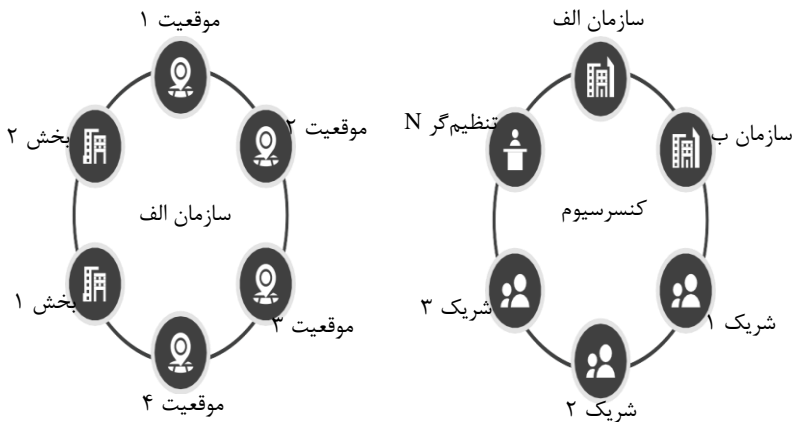 سازمان الف
سازمان ب
شریک ۱
شریک ۲
شریک ۳
تنظیم‌گر N
کنسرسیوم
موقعیت ۱
موقعیت ۲
موقعیت ۳
موقعیت ۴
بخش ۱
بخش ۲
سازمان الف